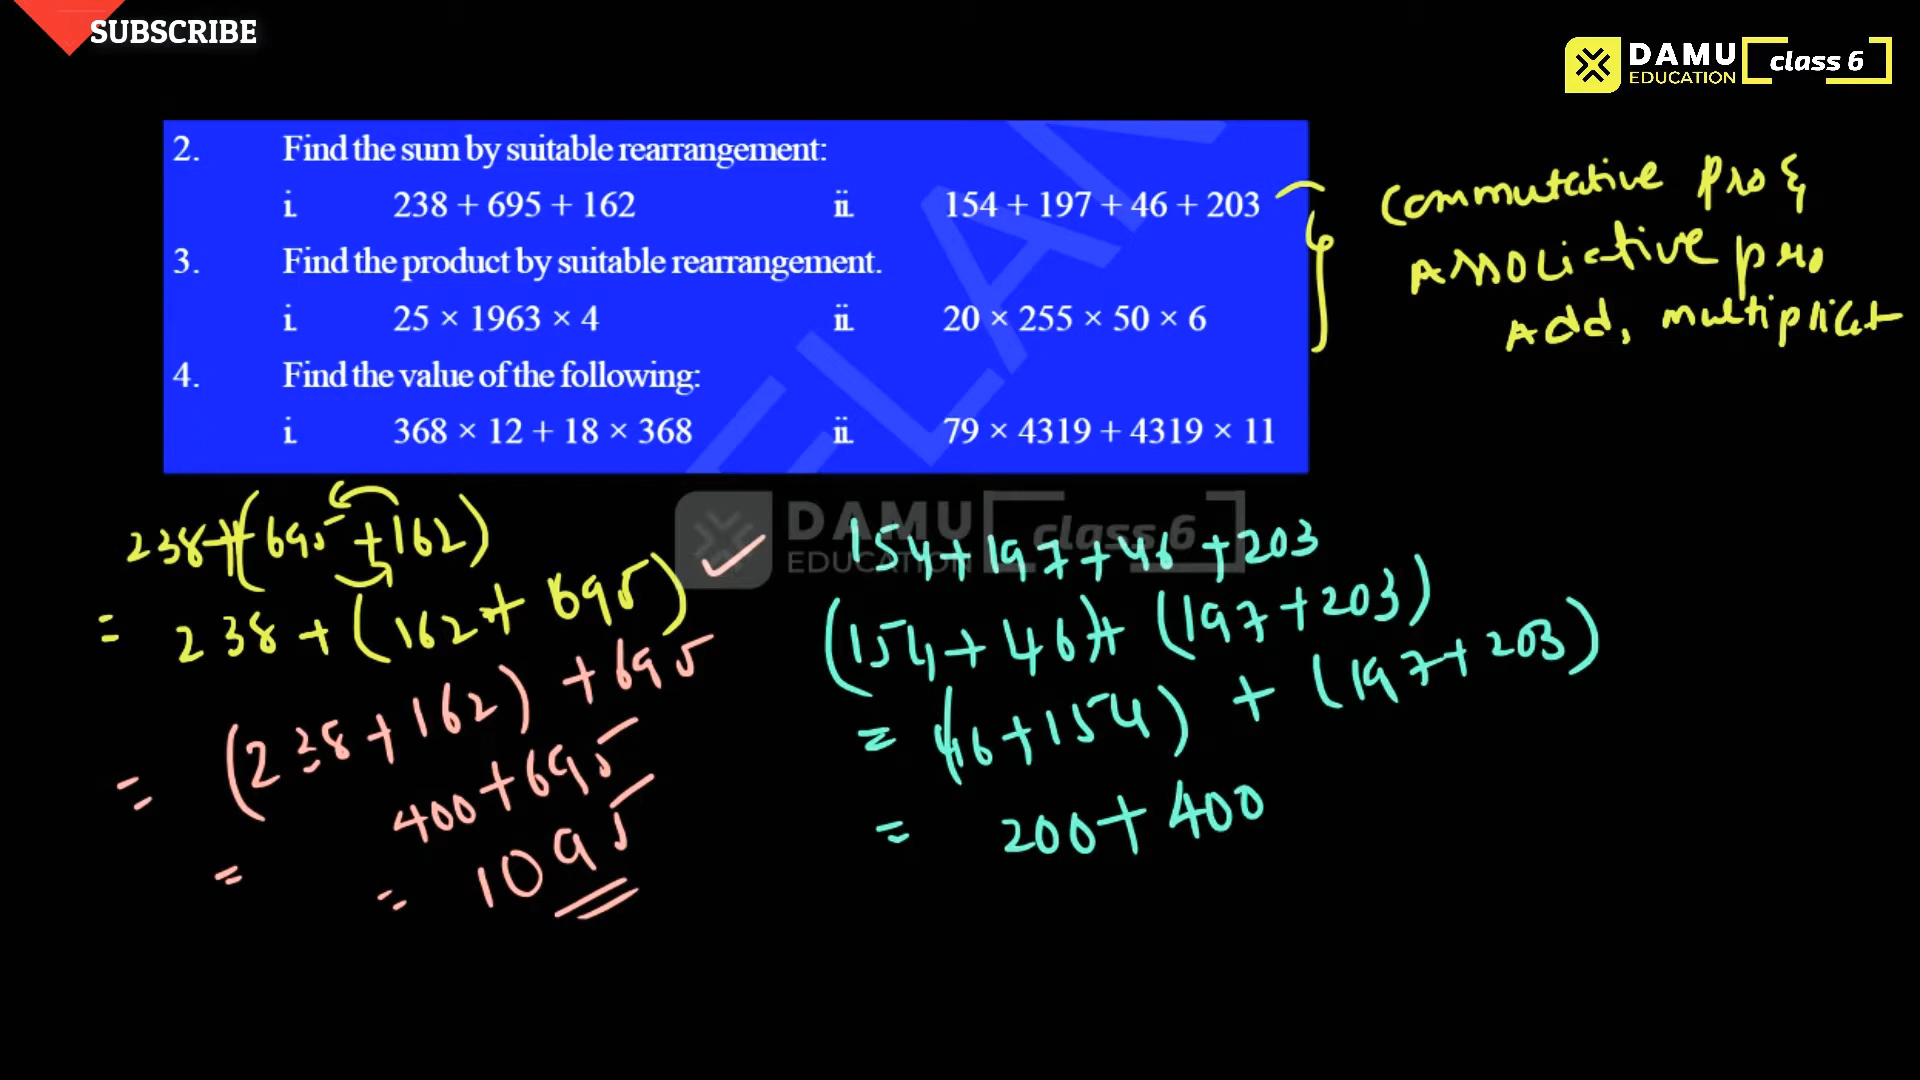 SUBSCRIBE
DAMU
EDUCATION
class 6
2. Find the sum by suitable rearrangement:
i. 238 + 695 + 162 ii. 154 + 197 + 46 + 203
3. Find the product by suitable rearrangement.
i. 25 × 1963 × 4 ii. 20 × 255 × 50 × 6
4. Find the value of the following:
i. 368 × 12 + 18 × 368 ii. 79 × 4319 + 4319 × 11
Commutative pro &
Associative pro
Add, multiplicat
238+(695+162)
= 238 + (162+695)
= (238+162) + 695
= 400+695
= 1095
DAMU
EDUCATION
class 6
154+197+46+203
(154+46)+(197+203)
= (46+154) + (197+203)
= 200+400